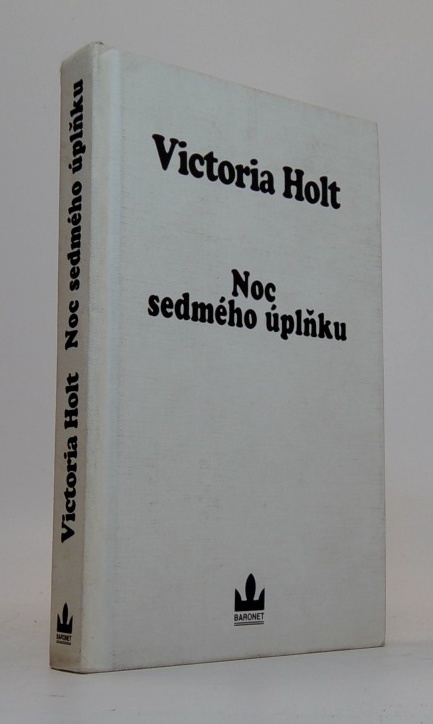 Victoria Holt
Noc
sedmého úplňku
BARONET
Victoria Holt Noc sedmého úplňku
BARONET